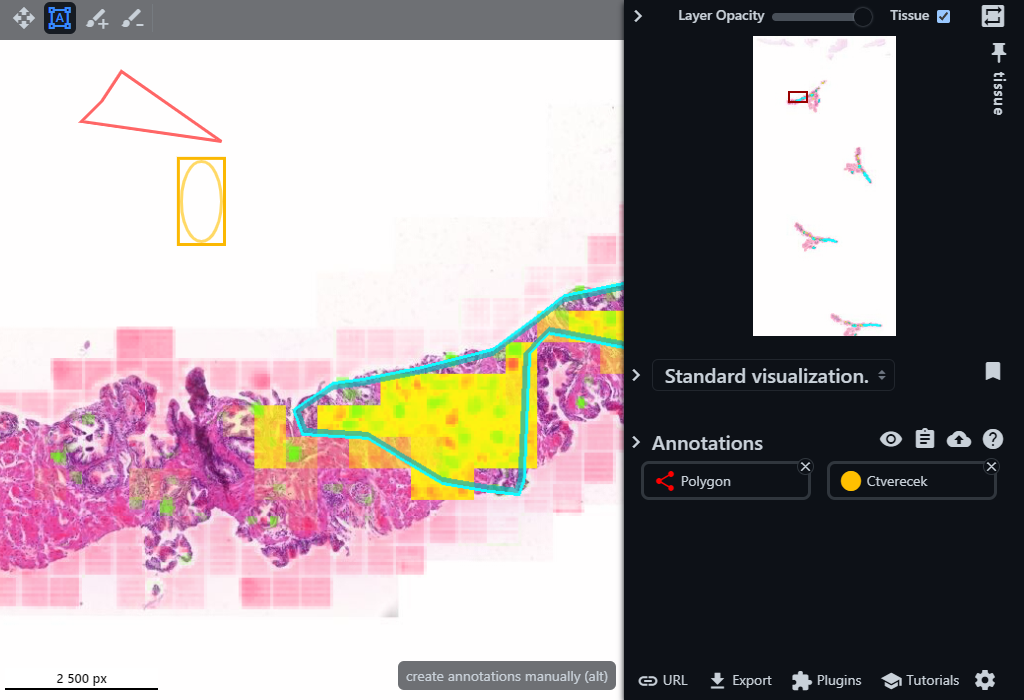 A
Layer Opacity
Tissue
tissue
Standard visualization.
Annotations
Polygon
Ctverecek
2 500 px
create annotations manually (alt)
URL
Export
Plugins
Tutorials